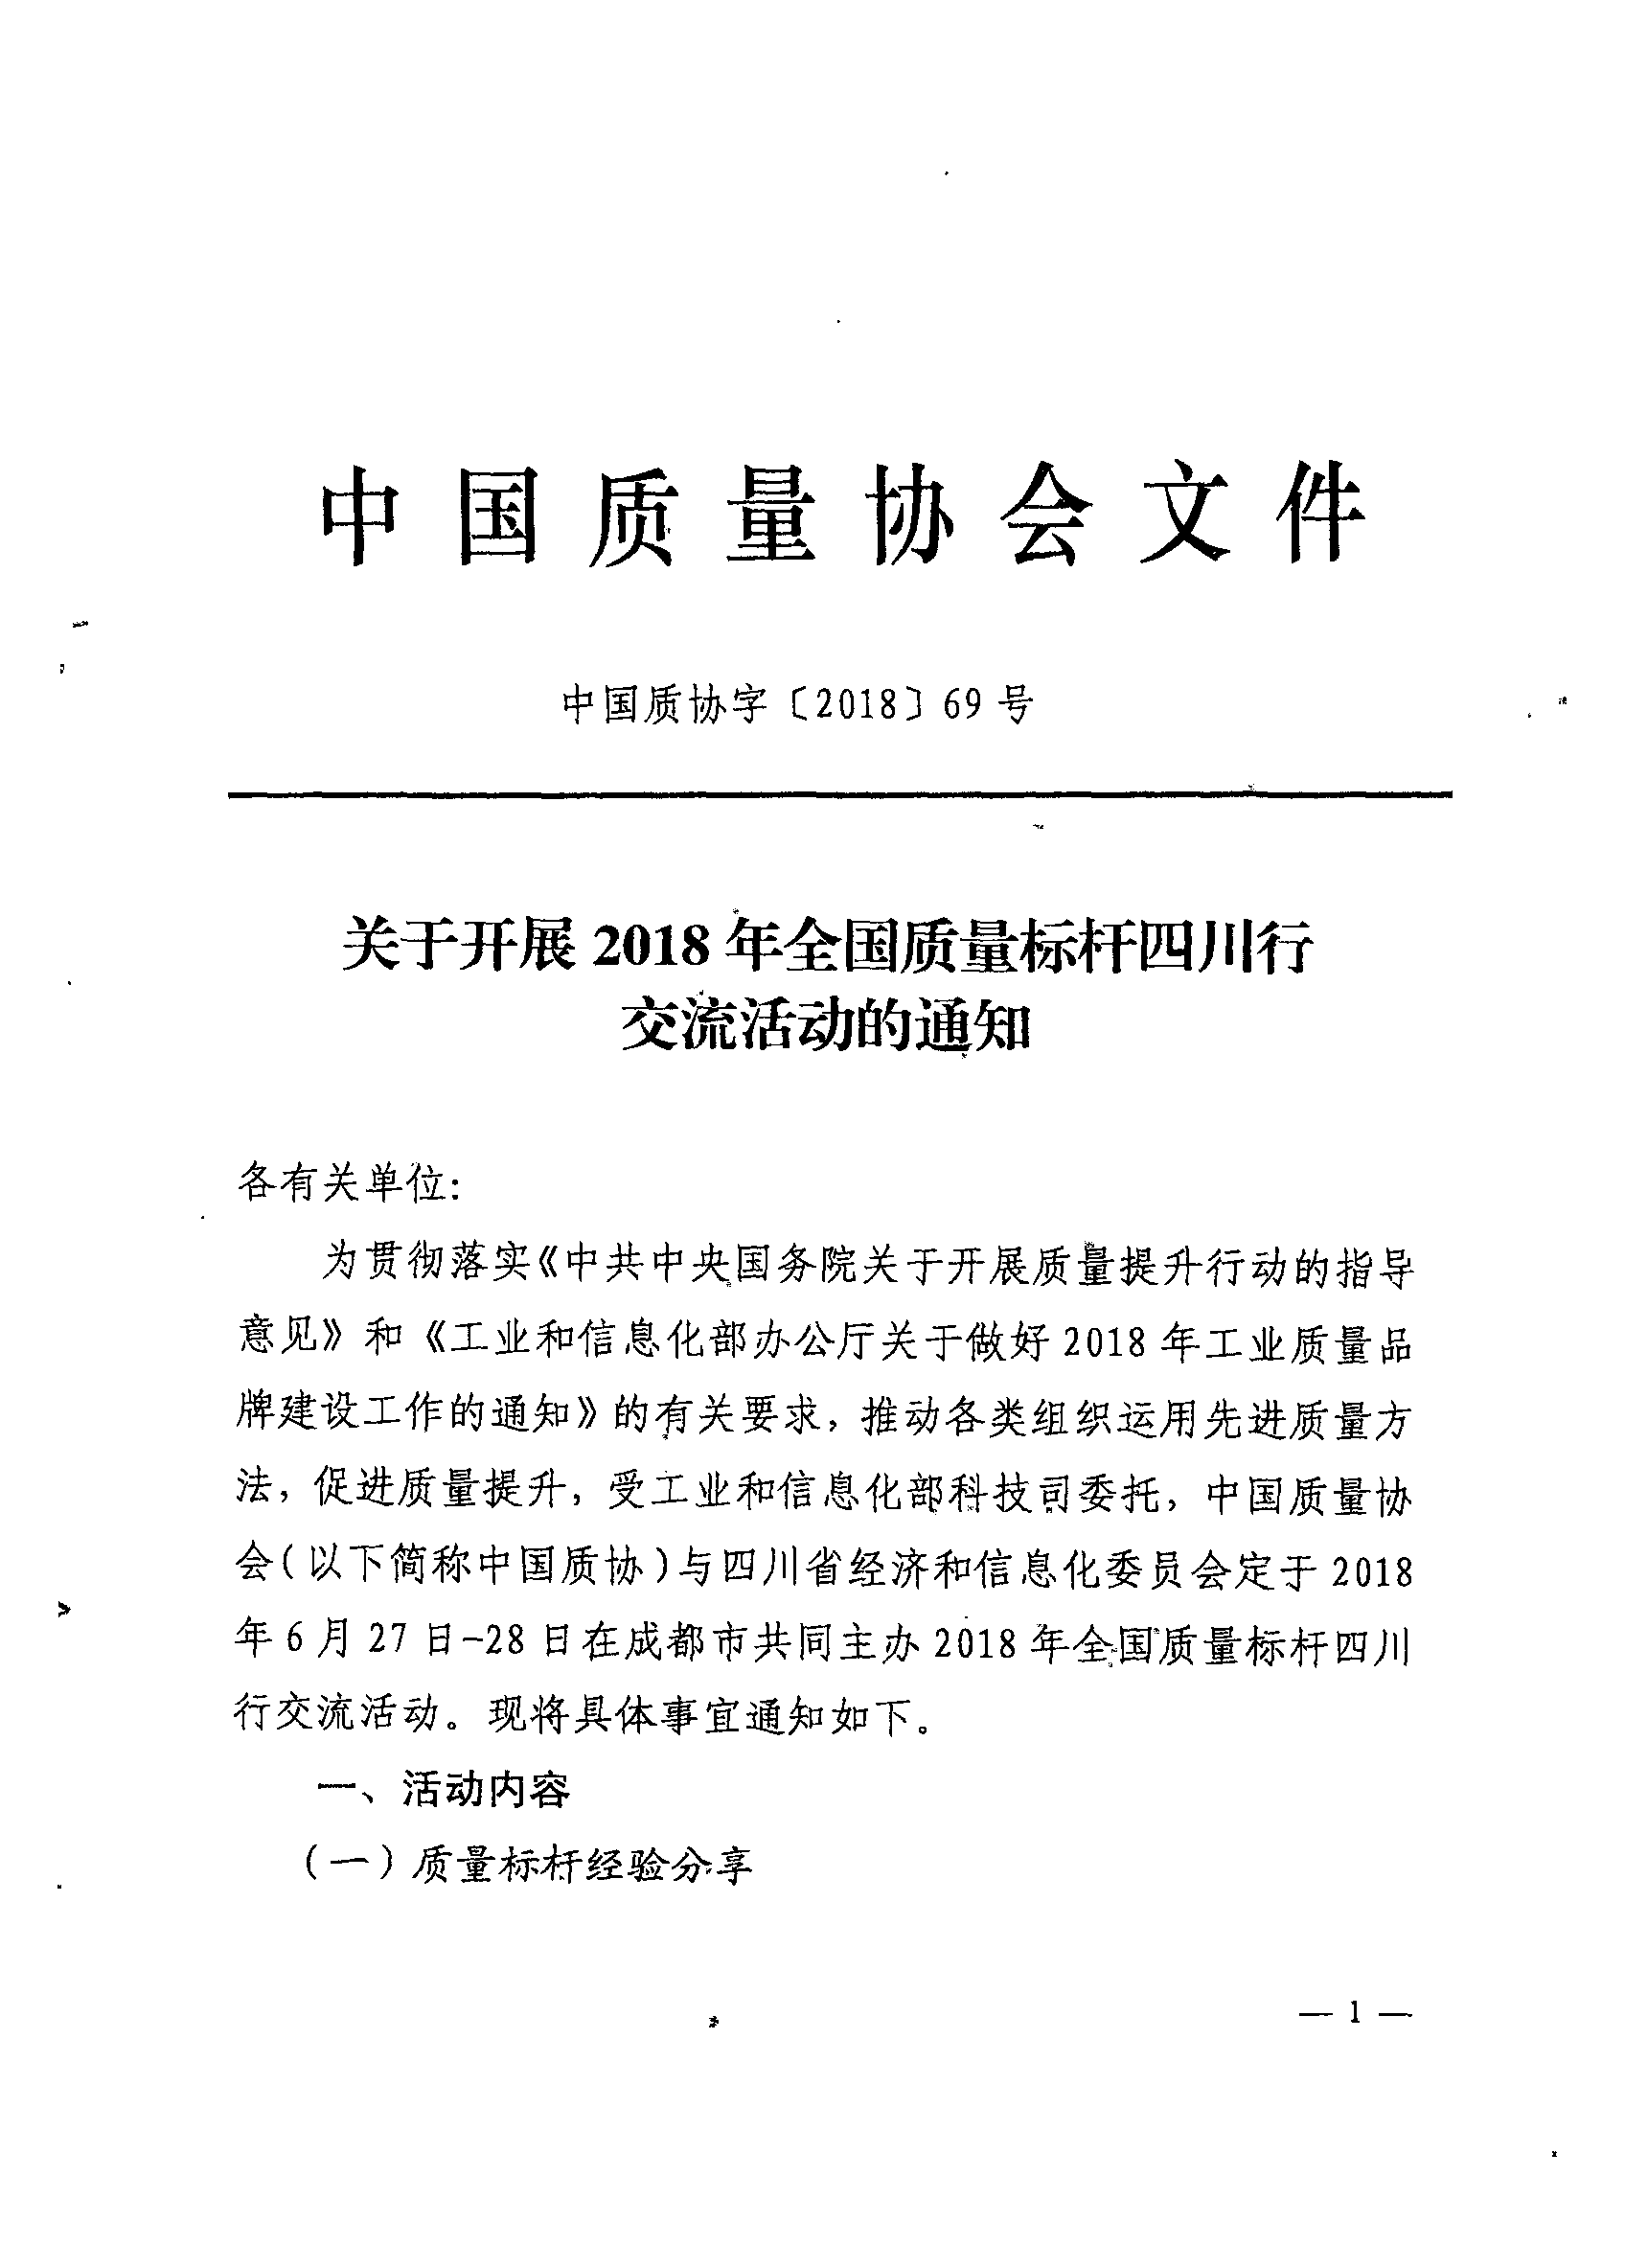 中国质量协会文件
中国质协字〔2018〕69号
关于开展2018年全国质量标杆四川行
交流活动的通知
各有关单位:
为贯彻落实《中共中央国务院关于开展质量提升行动的指导
意见》和《工业和信息化部办公厅关于做好2018年工业质量品
牌建设工作的通知》的有关要求,推动各类组织运用先进质量方
法,促进质量提升,受工业和信息化部科技司委托,中国质量协
会(以下简称中国质协)与四川省经济和信息化委员会定于2018
年6月27日-28日在成都市共同主办2018年全国质量标杆四川
行交流活动。现将具体事宜通知如下。
一、活动内容
(一)质量标杆经验分享
— 1 —